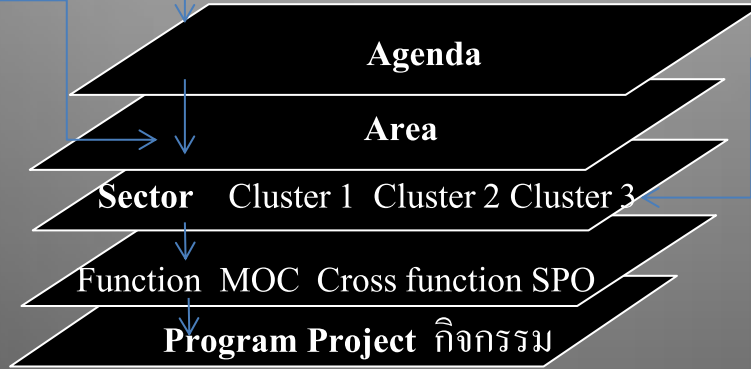 Agenda
Area
Sector Cluster 1 Cluster 2 Cluster 3
Function MOC Cross function SPO
Program Project กิจกรรม